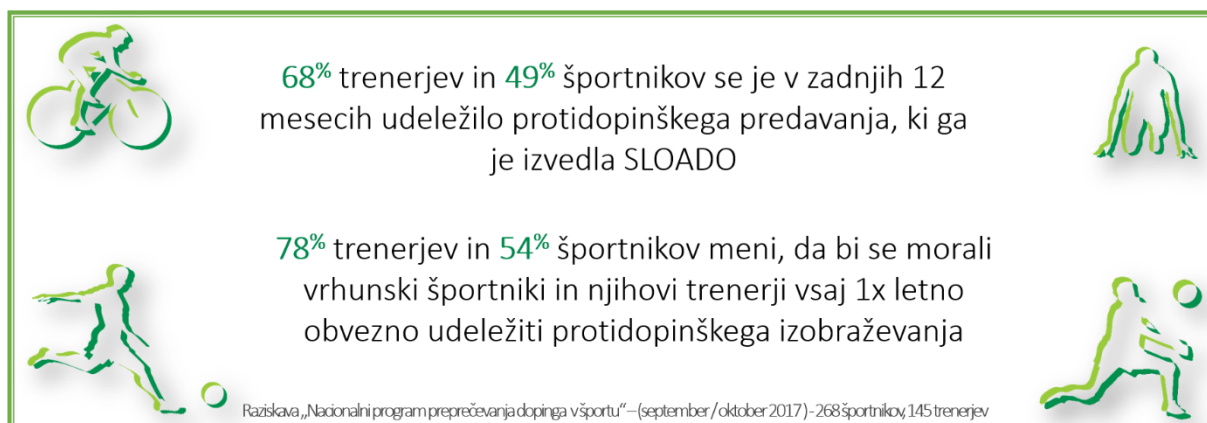 68% trenerjev in 49% športnikov se je v zadnjih 12
mesecih udeležilo protidopinškega predavanja, ki ga
je izvedla SLOADO
78% trenerjev in 54% športnikov meni, da bi se morali
vrhunski športniki in njihovi trenerji vsaj 1x letno
obvezno udeležiti protidopinškega izobraževanja
Raziskava „Nacionalni program preprečevanja dopinga v športu“ – (september / oktober 2017) - 268 športnikov, 145 trenerjev